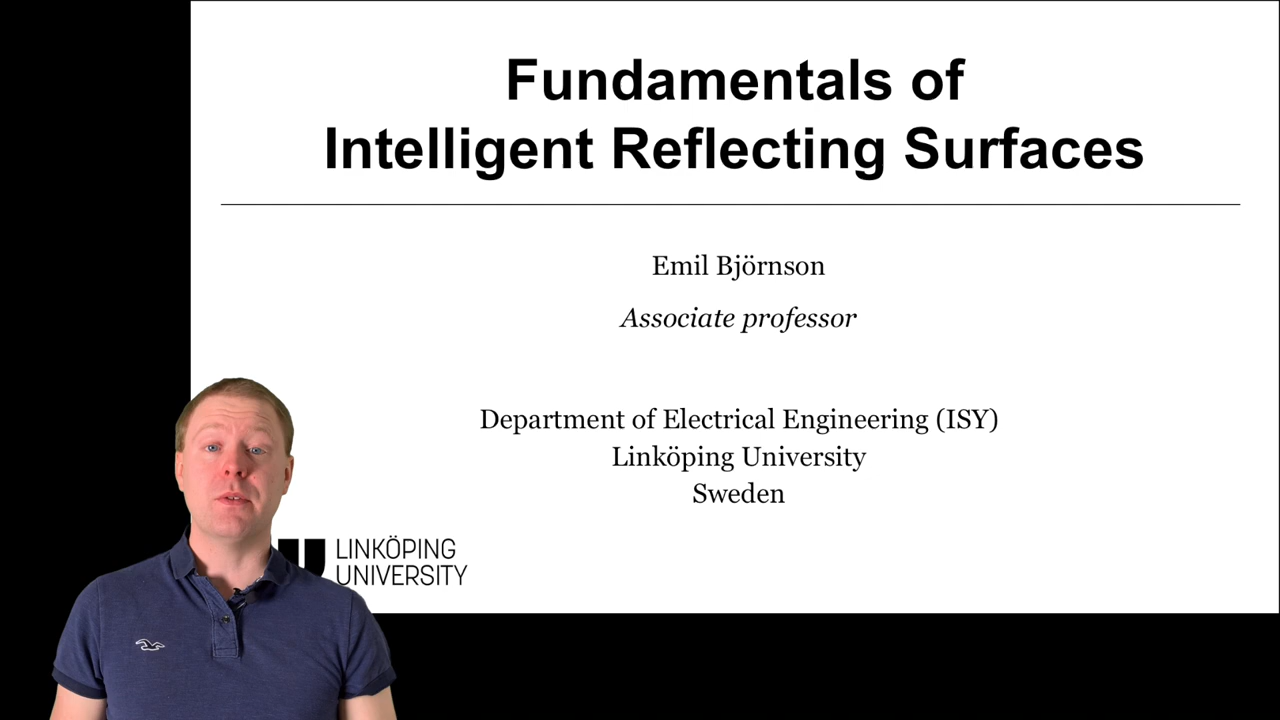 Fundamentals of
Intelligent Reflecting Surfaces
Emil Björnson
Associate professor
Department of Electrical Engineering (ISY)
Linköping University
Sweden
LINKÖPING
UNIVERSITY